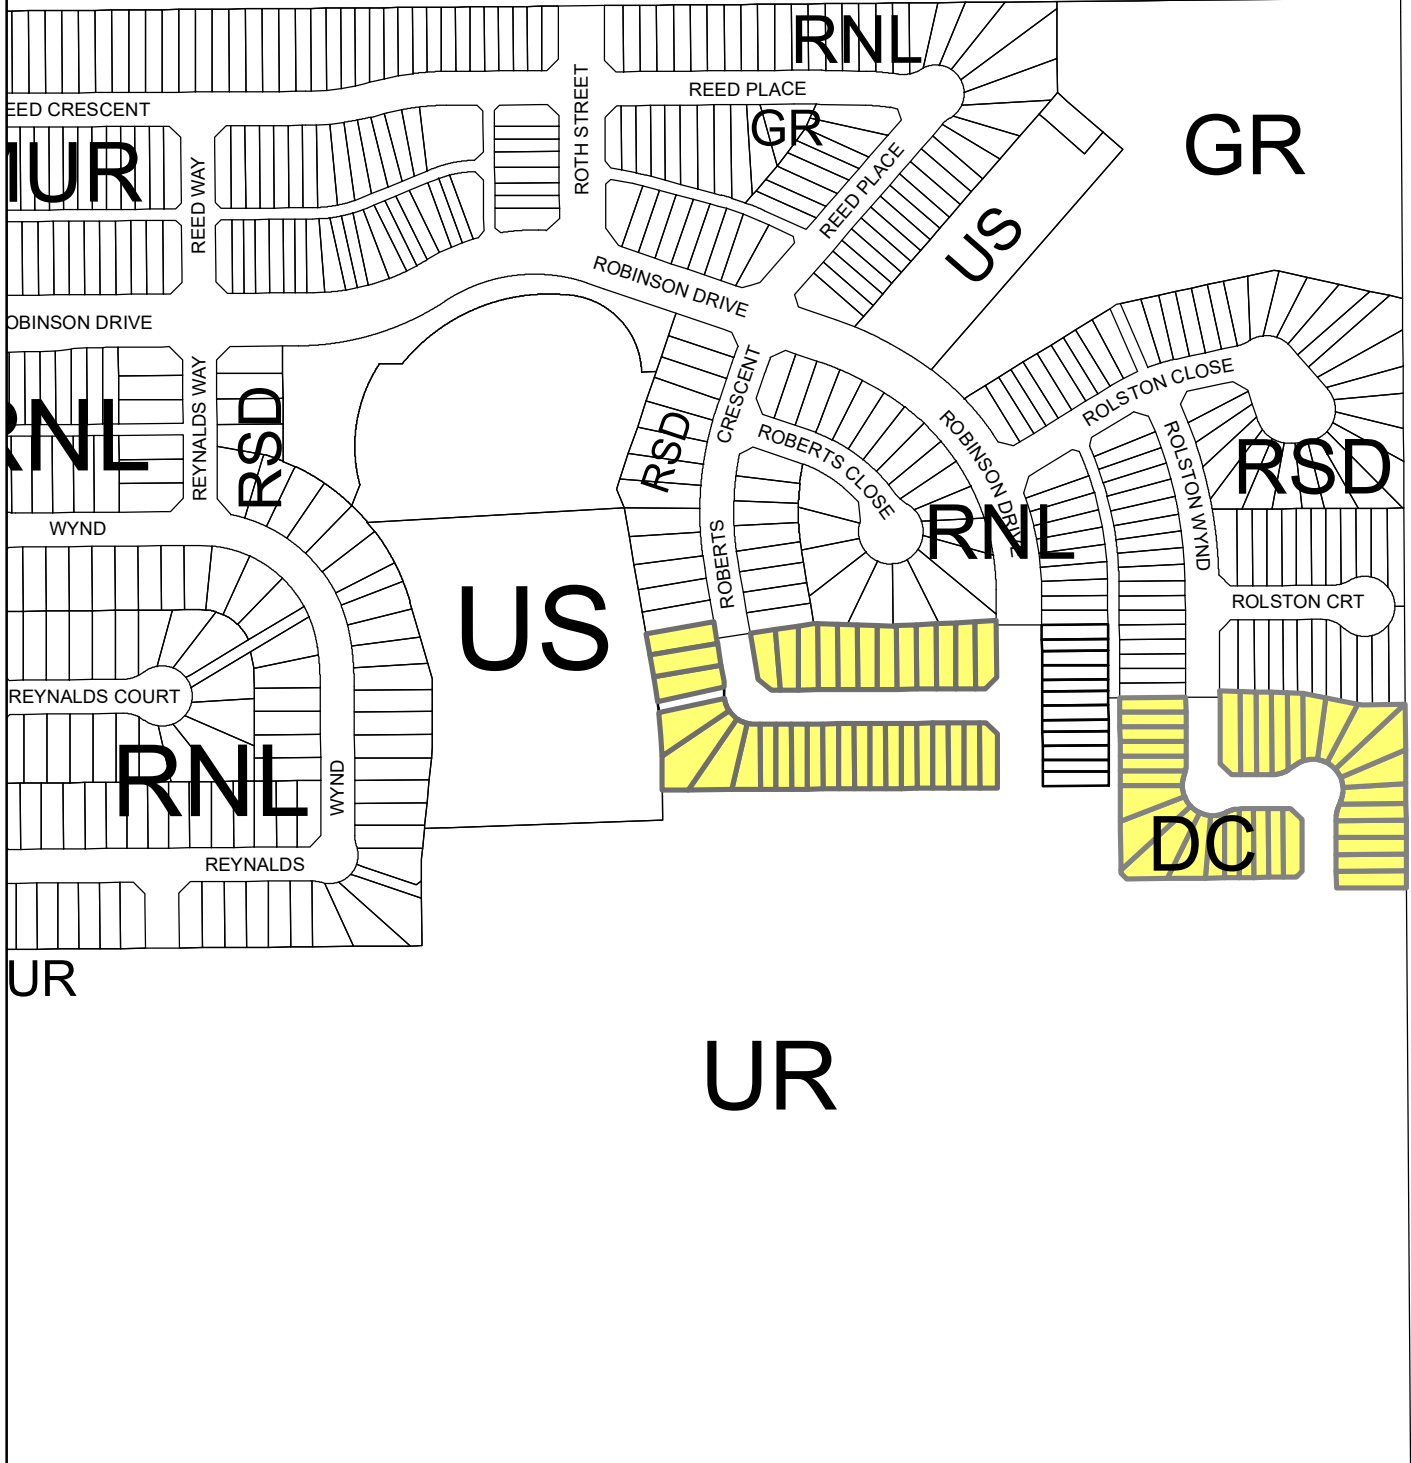 RNL
REED PLACE
EED CRESCENT
ROTH STREET
GR
GR
MUR
REED WAY
REED PLACE
US
ROBINSON DRIVE
OBINSON DRIVE
CRESCENT
ROLSTON CLOSE
REYNALDS WAY
RSD
RSD
RNL
ROBERTS CLOSE
ROBINSON DRIVE
ROLSTON WYND
RSD
WYND
RNL
ROBERTS
US
ROLSTON CRT
REYNALDS COURT
RNL
WYND
DC
REYNALDS
UR
UR